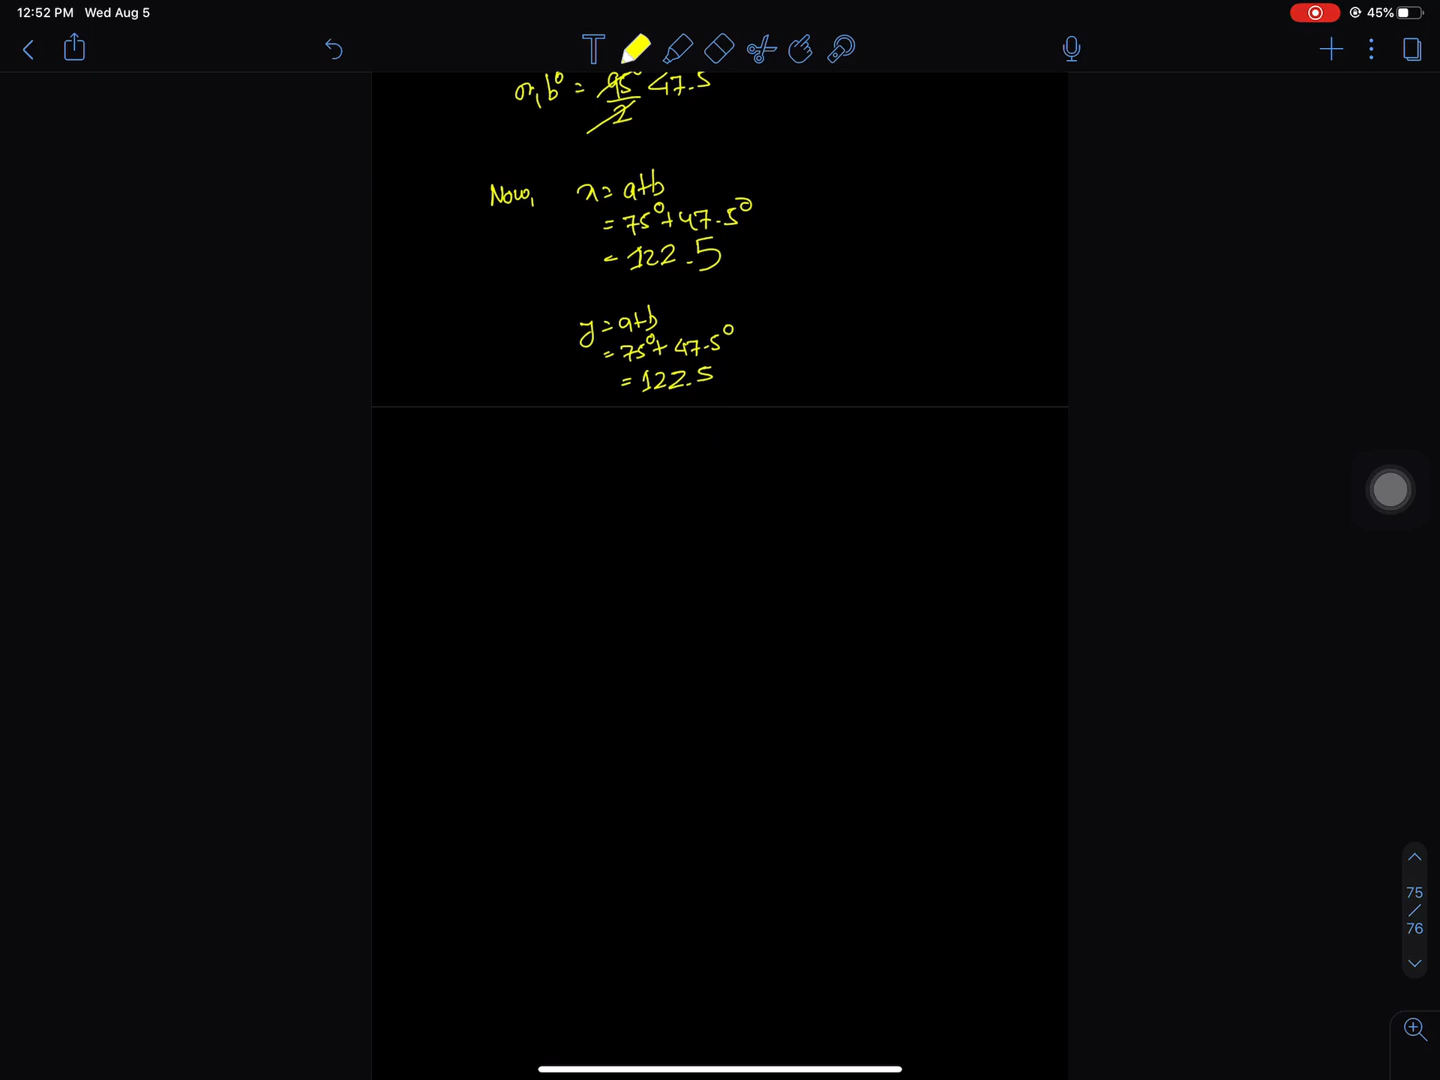 12:52 PM Wed Aug 5
45%
T
or, b° = 95°/2 = 47.5
Now, x = a+b
= 75° + 47.5°
= 122.5
y = a+b
= 75° + 47.5°
= 122.5
75
76